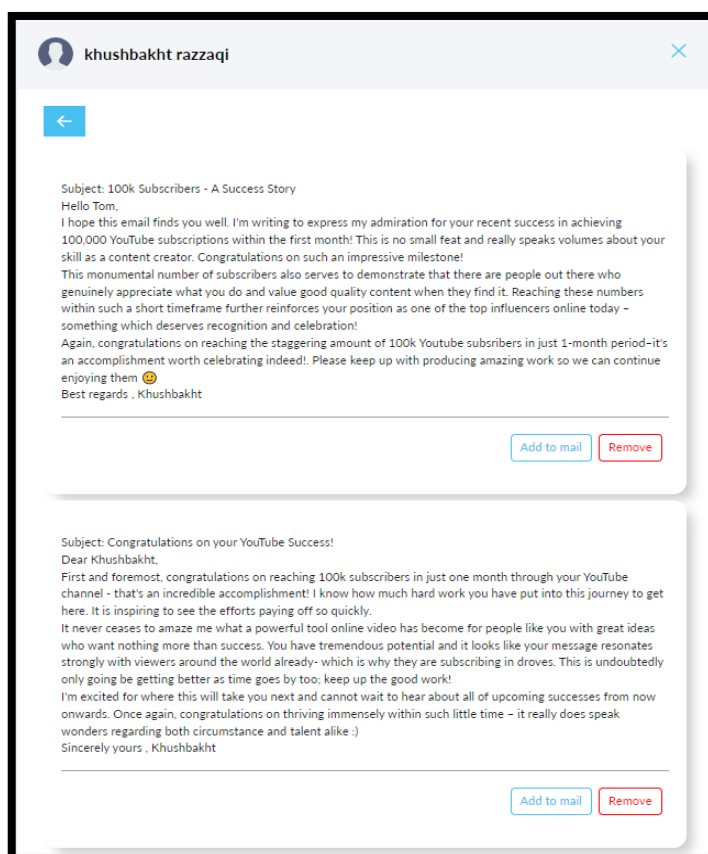 khushbakht razzaqi
Subject: 100k Subscribers - A Success Story
Hello Tom,
I hope this email finds you well. I'm writing to express my admiration for your recent success in achieving
100,000 YouTube subscriptions within the first month! This is no small feat and really speaks volumes about your
skill as a content creator. Congratulations on such an impressive milestone!
This monumental number of subscribers also serves to demonstrate that there are people out there who
genuinely appreciate what you do and value good quality content when they find it. Reaching these numbers
within such a short timeframe further reinforces your position as one of the top influencers online today –
something which deserves recognition and celebration!
Again, congratulations on reaching the staggering amount of 100k Youtube subsribers in just 1-month period–it's
an accomplishment worth celebrating indeed!. Please keep up with producing amazing work so we can continue
enjoying them 🙂
Best regards , Khushbakht
Add to mail Remove
Subject: Congratulations on your YouTube Success!
Dear Khushbakht,
First and foremost, congratulations on reaching 100k subscribers in just one month through your YouTube
channel - that's an incredible accomplishment! I know how much hard work you have put into this journey to get
here. It is inspiring to see the efforts paying off so quickly.
It never ceases to amaze me what a powerful tool online video has become for people like you with great ideas
who want nothing more than success. You have tremendous potential and it looks like your message resonates
strongly with viewers around the world already- which is why they are subscribing in droves. This is undoubtedly
only going be getting better as time goes by too; keep up the good work!
I'm excited for where this will take you next and cannot wait to hear about all of upcoming successes from now
onwards. Once again, congratulations on thriving immensely within such little time – it really does speak
wonders regarding both circumstance and talent alike :)
Sincerely yours , Khushbakht
Add to mail Remove